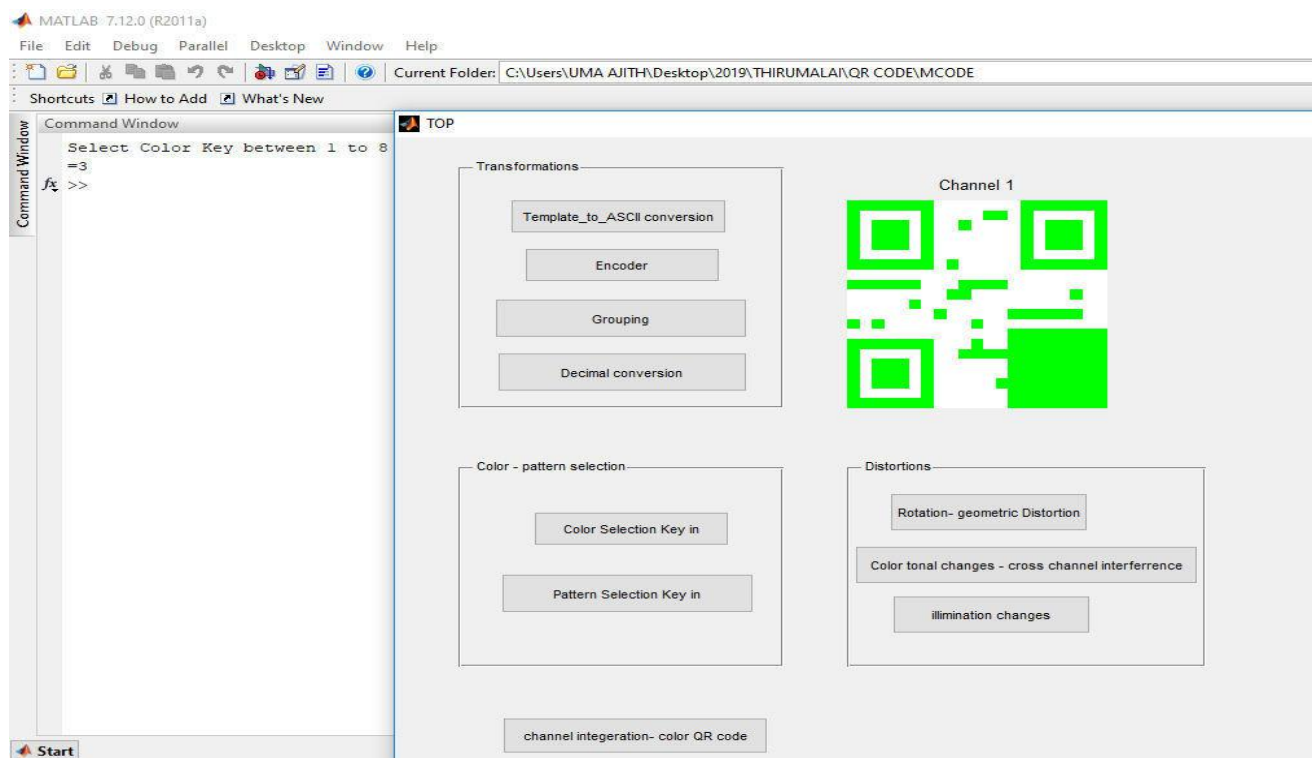 MATLAB 7.12.0 (R2011a)
File Edit Debug Parallel Desktop Window Help
Current Folder: C:\Users\UMA AJITH\Desktop\2019\THIRUMALAI\QR CODE\MCODE
Shortcuts How to Add What's New
Command Window
Command Window
Select Color Key between 1 to 8
=3
fx >>
TOP
Transformations
Template_to_ASCII conversion
Encoder
Grouping
Decimal conversion
Channel 1
Color - pattern selection
Color Selection Key in
Pattern Selection Key in
Distortions
Rotation- geometric Distortion
Color tonal changes - cross channel interferrence
illimination changes
channel integeration- color QR code
Start